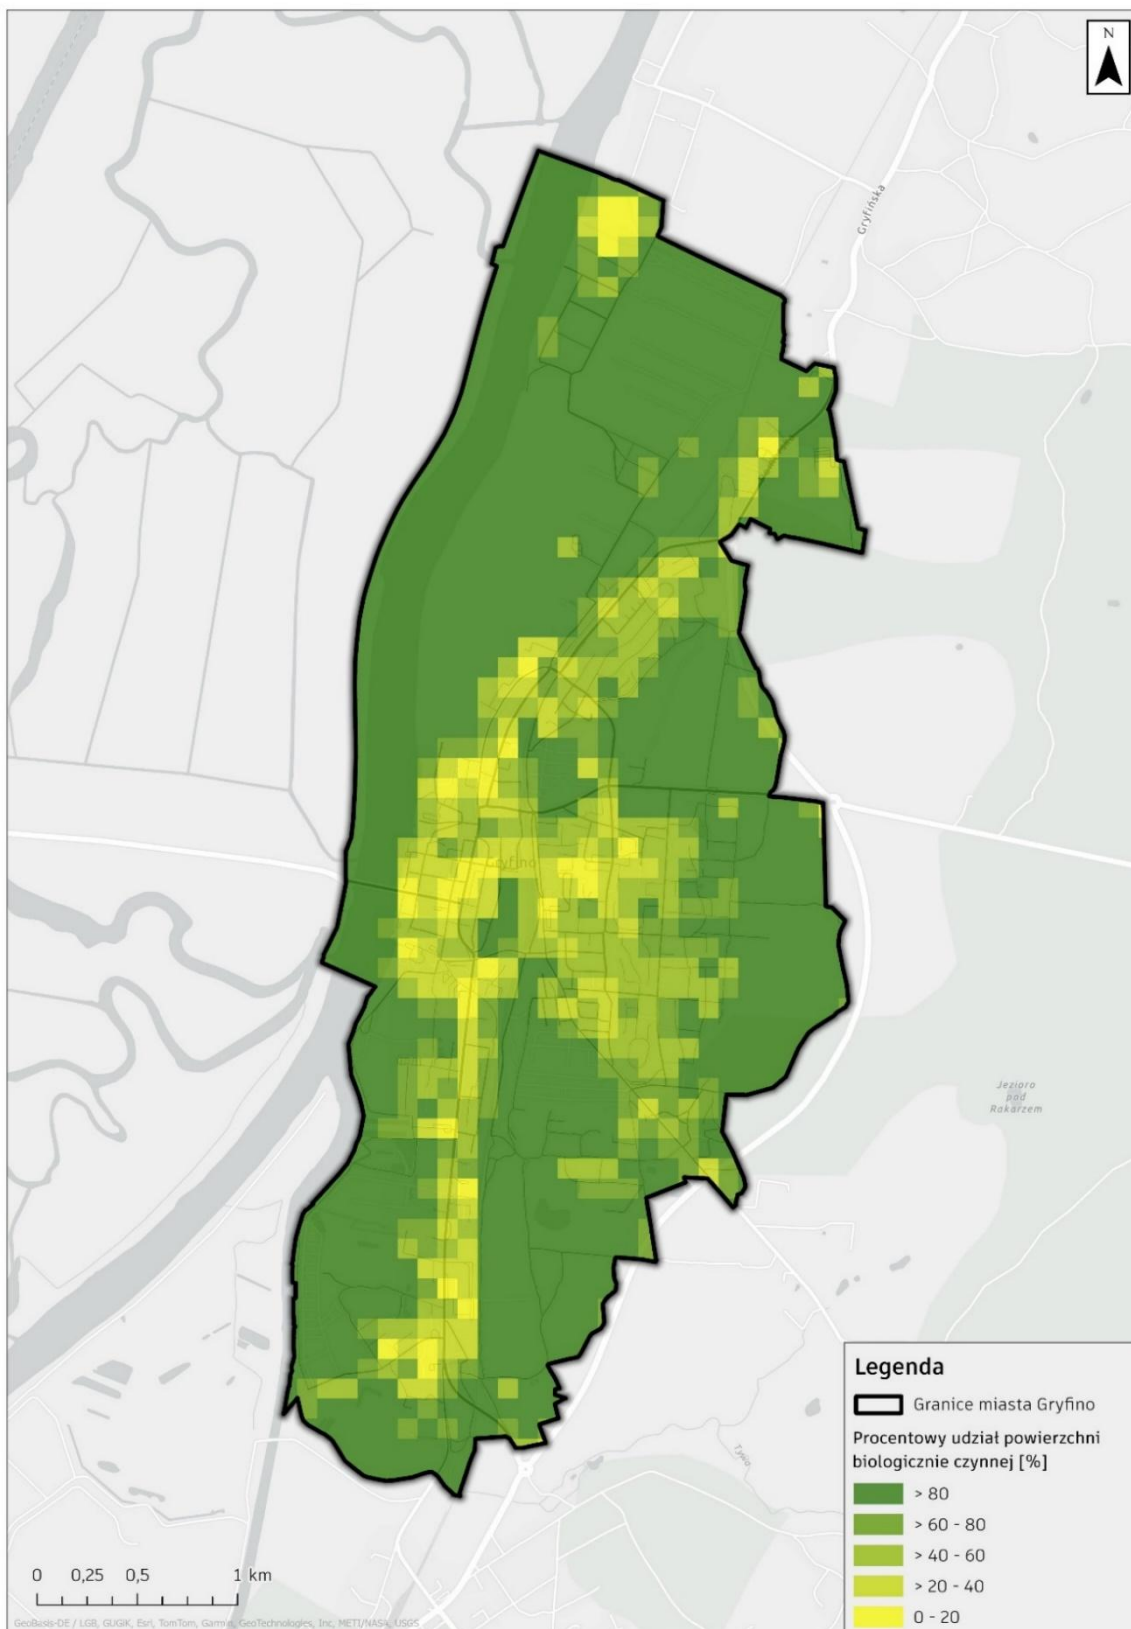 N
Gryfińska
Gryfino
Jezioro
pod
Rakarzem
Tywa
Legenda
Granice miasta Gryfino
Procentowy udział powierzchni
biologicznie czynnej [%]
> 80
> 60 - 80
> 40 - 60
> 20 - 40
0 - 20
0 0,25 0,5 1 km
GeoBasis-DE / LGB, GUGIK, Esri, TomTom, Garmin, GeoTechnologies, Inc, METI/NASA, USGS